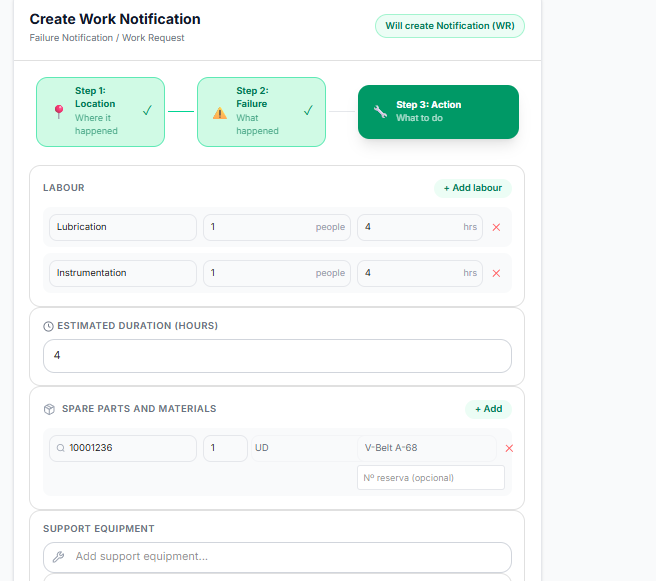 Create Work Notification
Failure Notification / Work Request
Will create Notification (WR)
Step 1:
Location
Where it
happened
Step 2:
Failure
What
happened
Step 3: Action
What to do
LABOUR
+ Add labour
Lubrication 1 people 4 hrs
Instrumentation 1 people 4 hrs
ESTIMATED DURATION (HOURS)
4
SPARE PARTS AND MATERIALS
+ Add
10001236 1 UD V-Belt A-68
Nº reserva (opcional)
SUPPORT EQUIPMENT
Add support equipment...